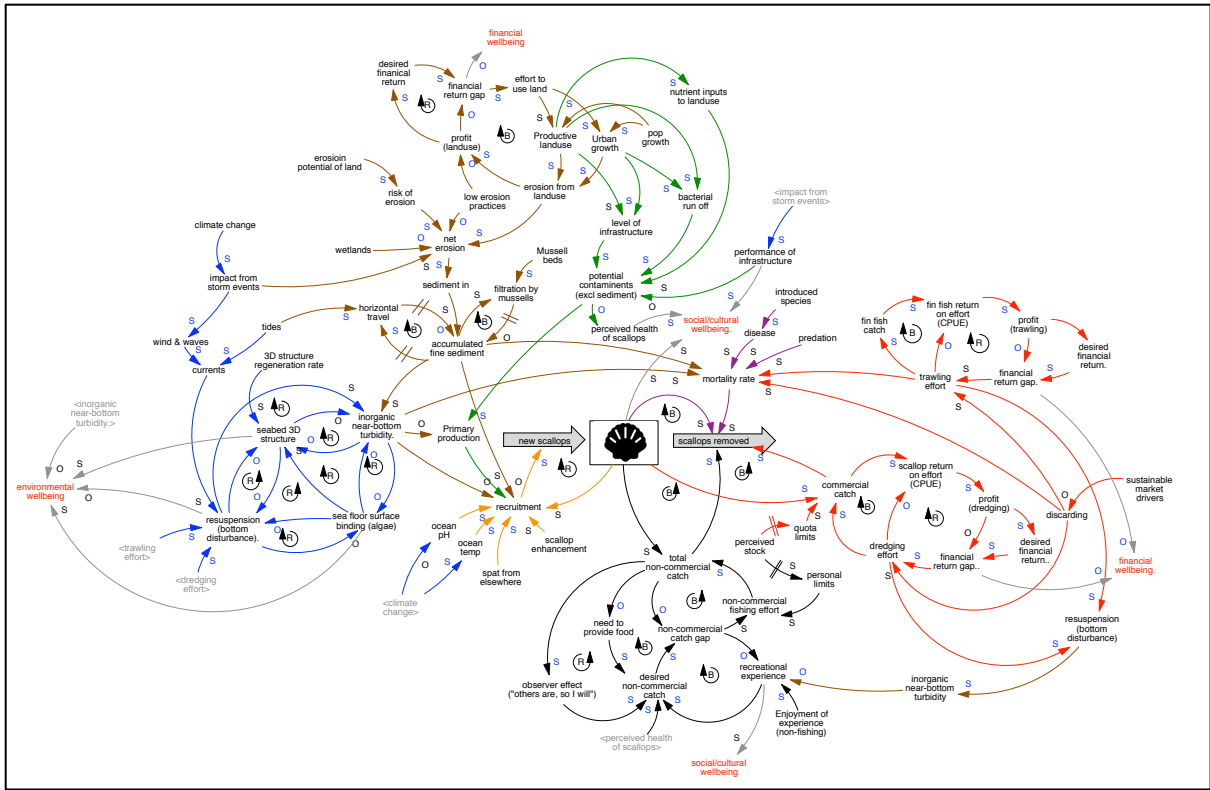 financial
wellbeing
desired
finanical
return
financial
return gap
effort to
use land
nutrient inputs
to landuse
profit
(landuse)
Productive
landuse
Urban
growth
pop
growth
erosioin
potential of land
risk of
erosion
low erosion
practices
erosion from
landuse
bacterial
run off
<impact from
storm events>
level of
infrastructure
climate change
wetlands
net
erosion
Mussell
beds
performance of
infrastructure
impact from
storm events
sediment in
filtration by
mussells
potential
contaminents
(excl sediment)
introduced
species
horizontal
travel
tides
perceived health
of scallops
social/cultural
wellbeing.
disease
predation
wind & waves
accumulated
fine sediment
currents
3D structure
regeneration rate
mortality rate
fin fish
catch
fin fish return
on effort
(CPUE)
profit
(trawling)
desired
financial
return.
trawling
effort
financial
return gap.
<inorganic
near-bottom
turbidity.>
seabed 3D
structure
inorganic
near-bottom
turbidity.
Primary
production
new scallops
scallops removed
environmental
wellbeing
resuspension
(bottom
disturbance).
sea floor surface
binding (algae)
recruitment
commercial
catch
scallop return
on effort
(CPUE)
profit
(dredging)
sustainable
market
drivers
discarding
ocean
pH
ocean
temp
scallop
enhancement
spat from
elsewhere
perceived
stock
quota
limits
dredging
effort
financial
return gap..
desired
financial
return..
financial
wellbeing.
<trawling
effort>
<dredging
effort>
<climate
change>
total
non-commercial
catch
personal
limits
non-commercial
fishing effort
need to
provide food
non-commercial
catch gap
resuspension
(bottom
disturbance)
observer effect
("others are, so I will")
desired
non-commercial
catch
recreational
experience
inorganic
near-bottom
turbidity
Enjoyment of
experience
(non-fishing)
<perceived health
of scallops>
social/cultural
wellbeing